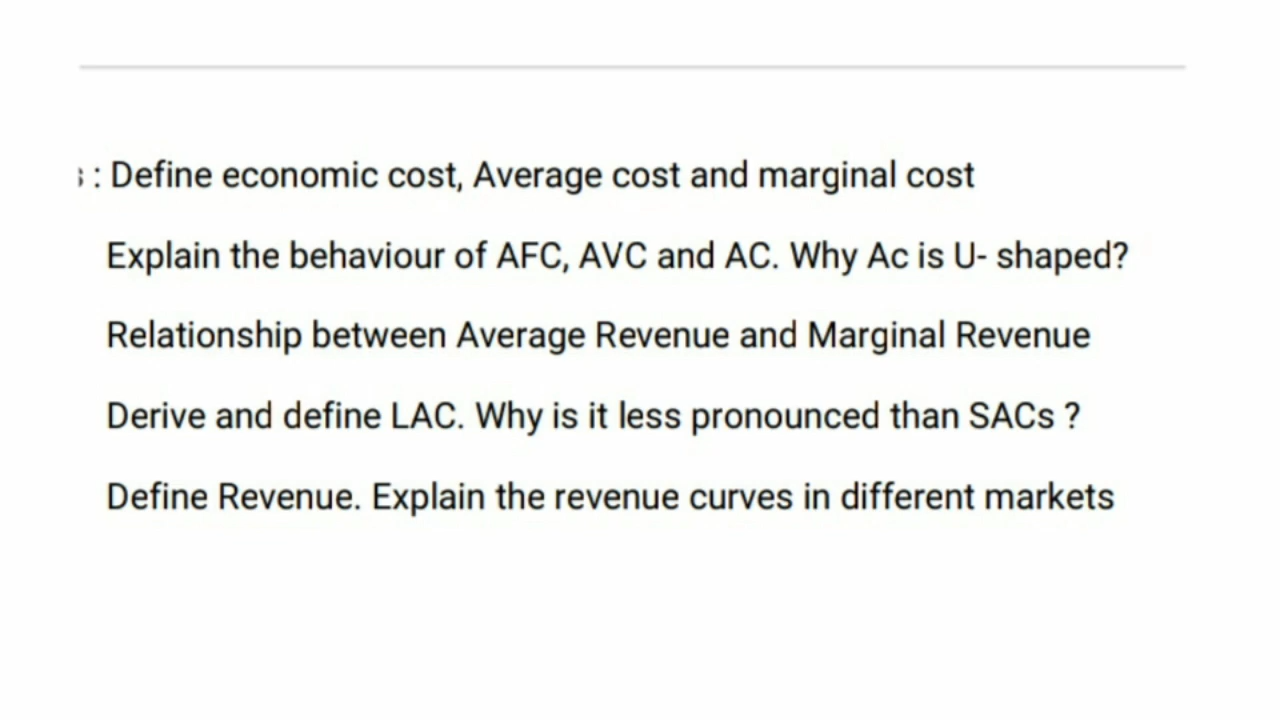 : Define economic cost, Average cost and marginal cost
Explain the behaviour of AFC, AVC and AC. Why Ac is U- shaped?
Relationship between Average Revenue and Marginal Revenue
Derive and define LAC. Why is it less pronounced than SACs ?
Define Revenue. Explain the revenue curves in different markets